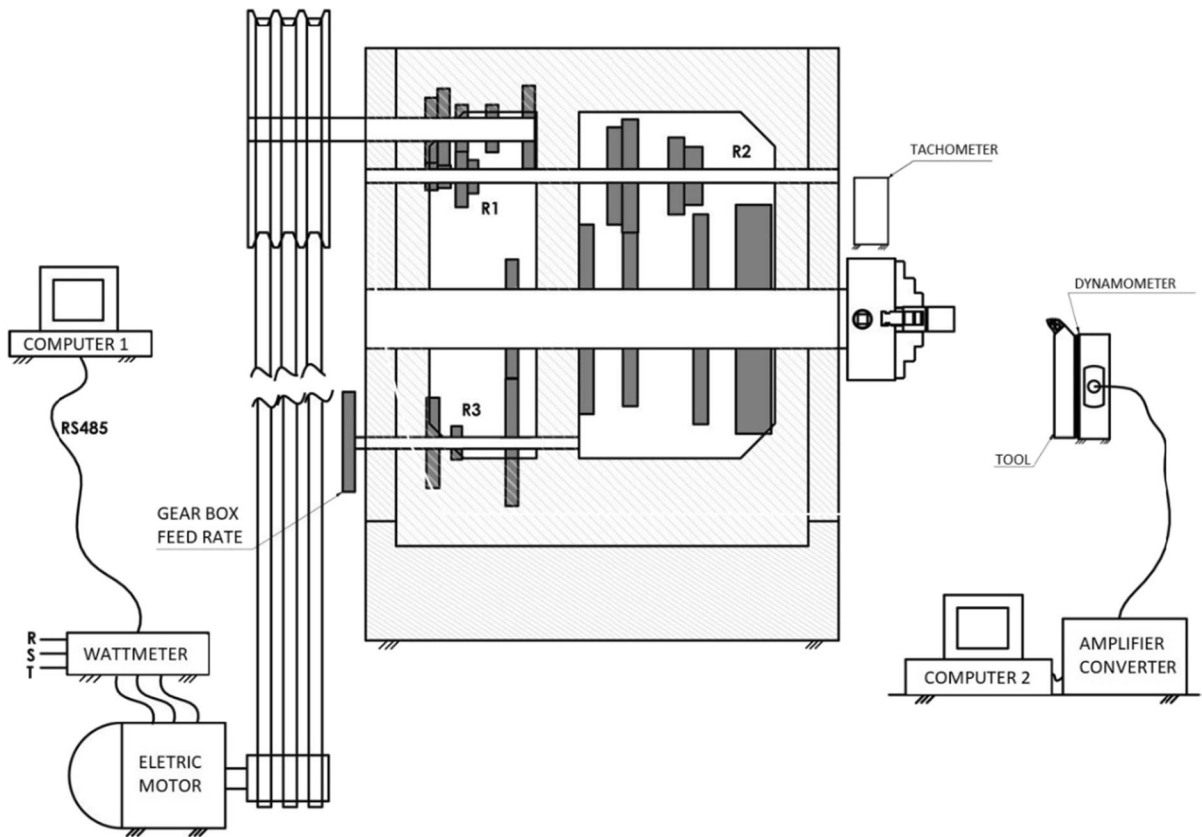 R2
TACHOMETER
R1
DYNAMOMETER
COMPUTER 1
RS485
R3
TOOL
GEAR BOX
FEED RATE
R
S
T
WATTMETER
AMPLIFIER
CONVERTER
COMPUTER 2
ELETRIC
MOTOR